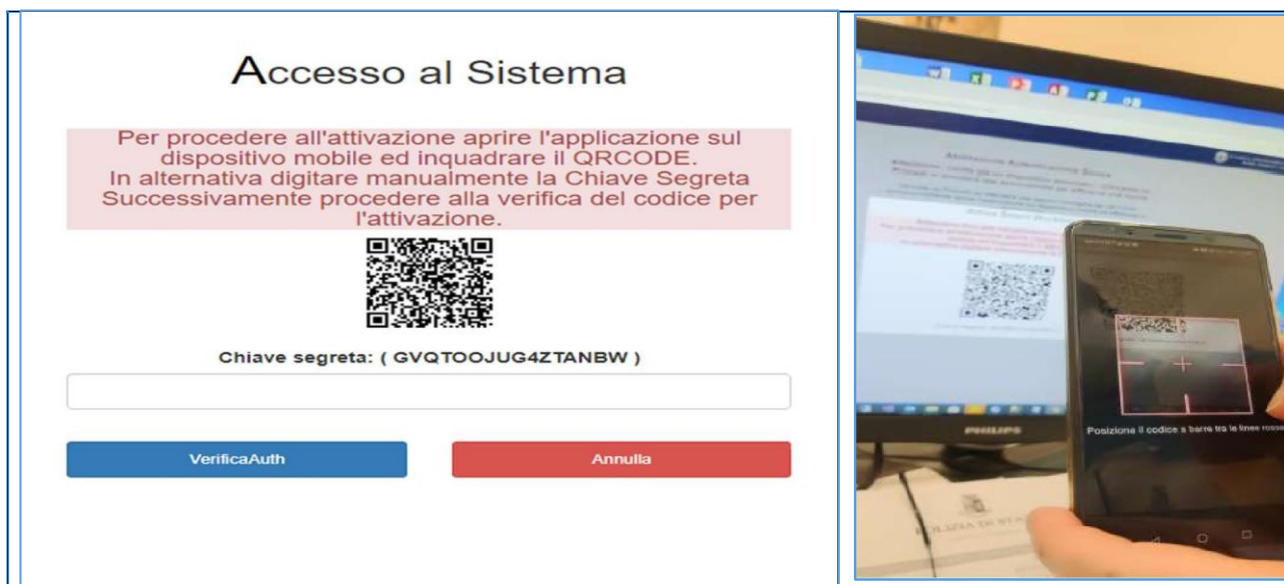 Accesso al Sistema
Per procedere all'attivazione aprire l'applicazione sul
dispositivo mobile ed inquadrare il QRCODE.
In alternativa digitare manualmente la Chiave Segreta
Successivamente procedere alla verifica del codice per
l'attivazione.
Chiave segreta: ( GVQTOOJUG4ZTANBW )
VerificaAuth
Annulla
PHILIPS
Posiziona il codice a barre tra le linee rosse
POLIZIA DI